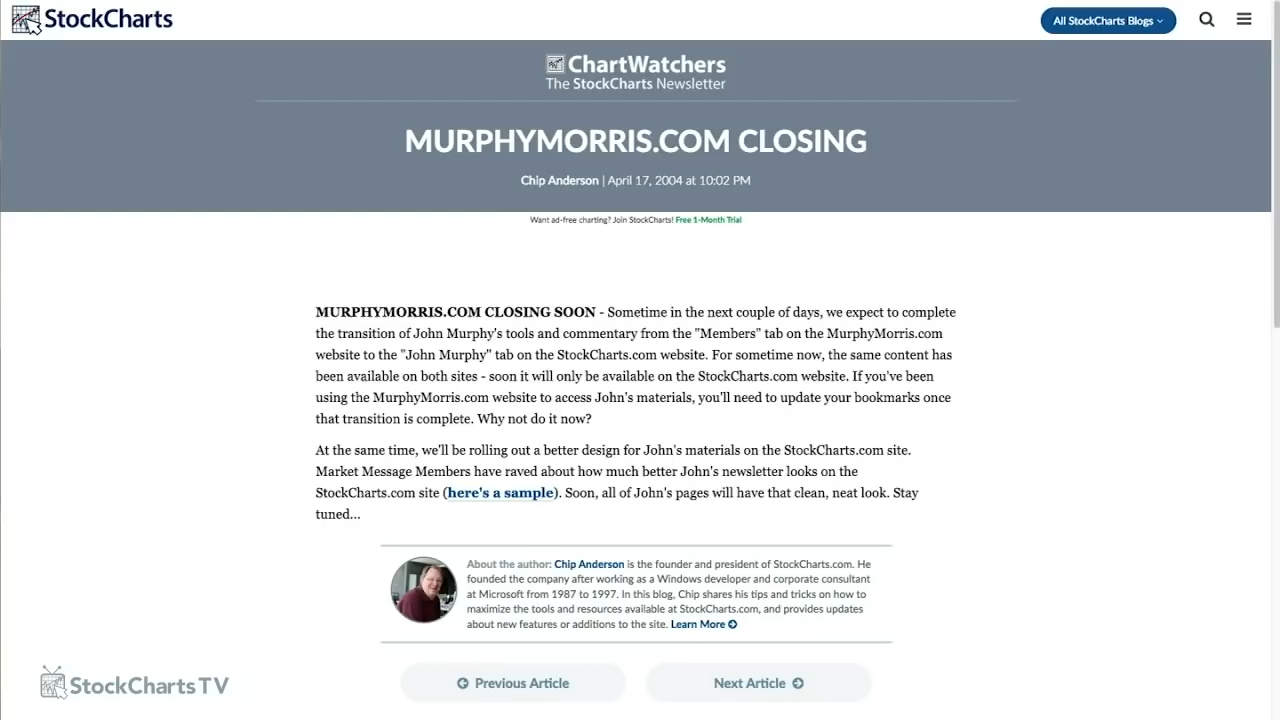 StockCharts
All StockCharts Blogs
ChartWatchers
The StockCharts Newsletter
MURPHYMORRIS.COM CLOSING
Chip Anderson | April 17, 2004 at 10:02 PM
Want ad-free charting? Join StockCharts! Free 1-Month Trial
MURPHYMORRIS.COM CLOSING SOON - Sometime in the next couple of days, we expect to complete
the transition of John Murphy's tools and commentary from the "Members" tab on the MurphyMorris.com
website to the "John Murphy" tab on the StockCharts.com website. For sometime now, the same content has
been available on both sites - soon it will only be available on the StockCharts.com website. If you've been
using the MurphyMorris.com website to access John's materials, you'll need to update your bookmarks once
that transition is complete. Why not do it now?
At the same time, we'll be rolling out a better design for John's materials on the StockCharts.com site.
Market Message Members have raved about how much better John's newsletter looks on the
StockCharts.com site (here's a sample). Soon, all of John's pages will have that clean, neat look. Stay
tuned...
About the author: Chip Anderson is the founder and president of StockCharts.com. He
founded the company after working as a Windows developer and corporate consultant
at Microsoft from 1987 to 1997. In this blog, Chip shares his tips and tricks on how to
maximize the tools and resources available at StockCharts.com, and provides updates
about new features or additions to the site. Learn More
Previous Article
Next Article
StockCharts TV